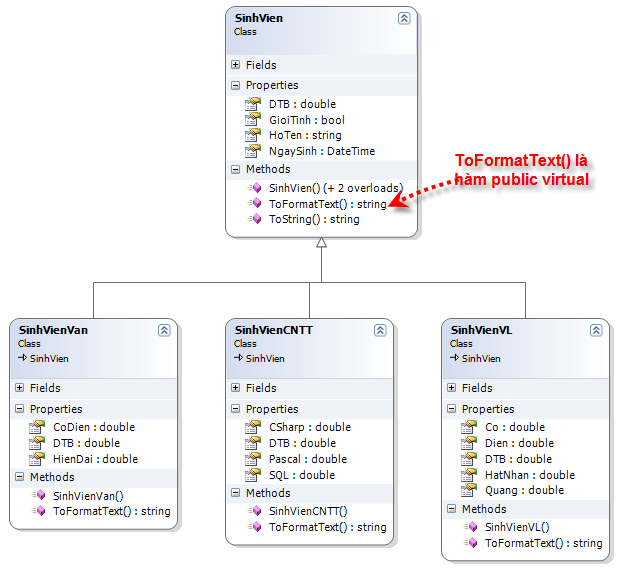 SinhVien
Class
Fields
Properties
DTB : double
GioiTinh : bool
HoTen : string
NgaySinh : DateTime
Methods
SinhVien() (+ 2 overloads)
ToFormatText() : string
ToString() : string
ToFormatText() là
hàm public virtual
SinhVienVan
Class
SinhVien
Fields
Properties
CoDien : double
DTB : double
HienDai : double
Methods
SinhVienVan()
ToFormatText() : string
SinhVienCNTT
Class
SinhVien
Fields
Properties
CSharp : double
DTB : double
Pascal : double
SQL : double
Methods
SinhVienCNTT()
ToFormatText() : string
SinhVienVL
Class
SinhVien
Fields
Properties
Co : double
Dien : double
DTB : double
HatNhan : double
Quang : double
Methods
SinhVienVL()
ToFormatText() : string